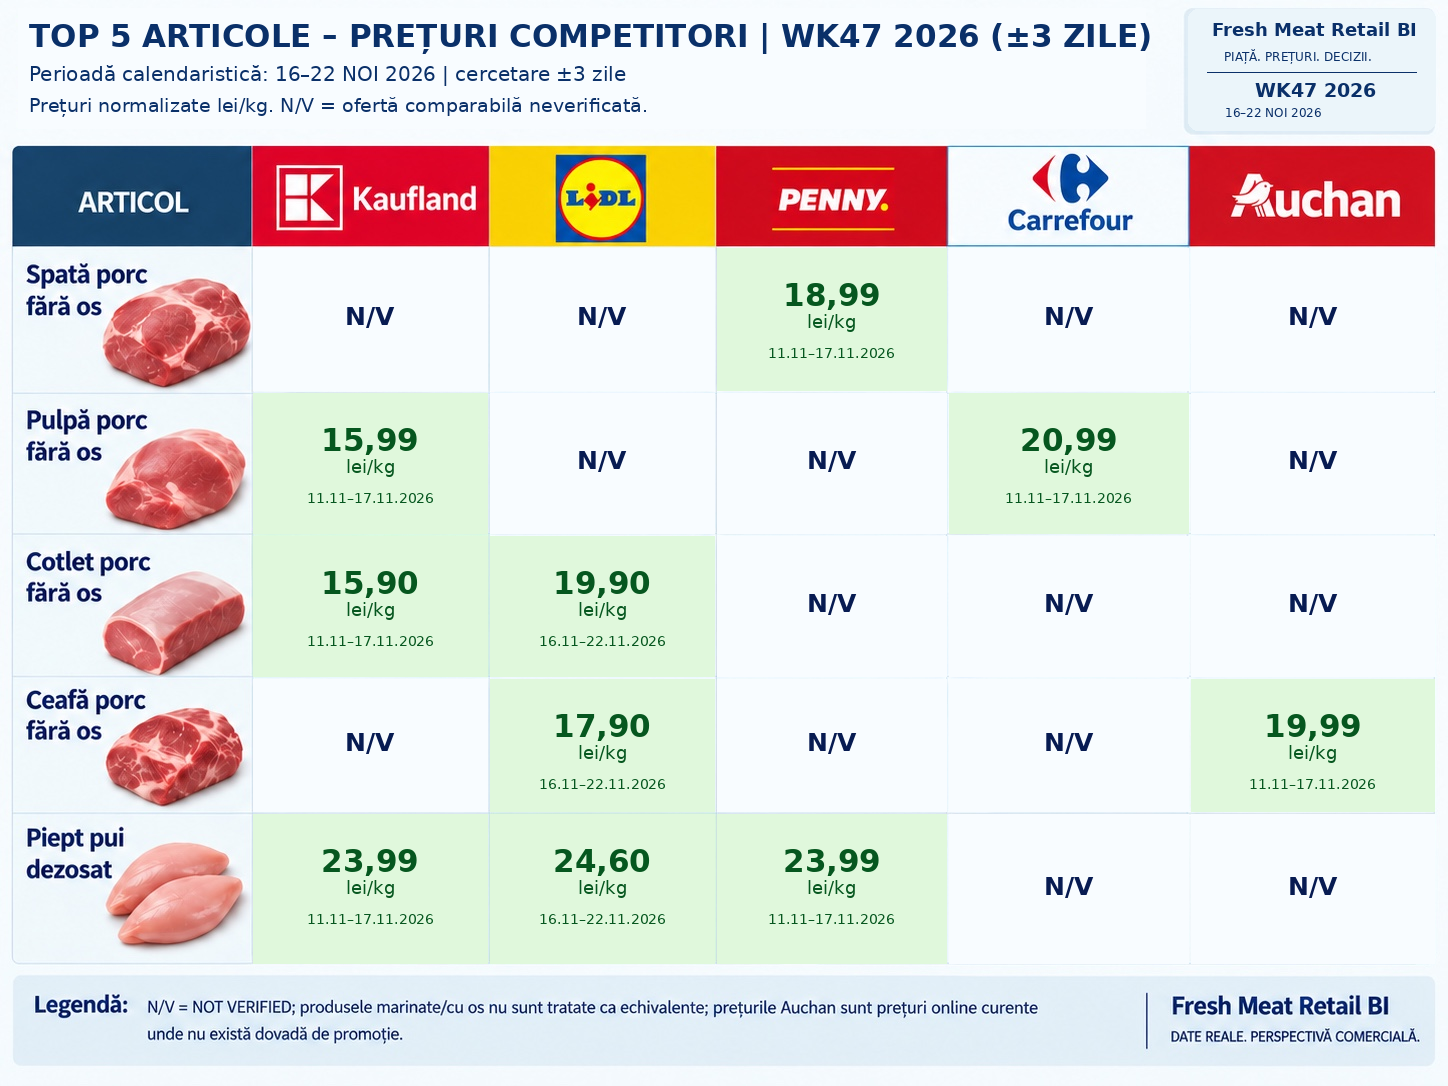 TOP 5 ARTICOLE – PREȚURI COMPETITORI | WK47 2026 (±3 ZILE)
Perioadă calendaristică: 16–22 NOI 2026 | cercetare ±3 zile
Prețuri normalizate lei/kg. N/V = ofertă comparabilă neverificată.
Fresh Meat Retail BI
PIAȚĂ. PREȚURI. DECIZII.
WK47 2026
16–22 NOI 2026
ARTICOL
Kaufland
LIDL
PENNY.
Carrefour
Auchan
Spată porc
fără os
N/V
N/V
18,99
lei/kg
11.11–17.11.2026
N/V
N/V
Pulpă porc
fără os
15,99
lei/kg
11.11–17.11.2026
N/V
N/V
20,99
lei/kg
11.11–17.11.2026
N/V
Cotlet porc
fără os
15,90
lei/kg
11.11–17.11.2026
19,90
lei/kg
16.11–22.11.2026
N/V
N/V
N/V
Ceafă porc
fără os
N/V
17,90
lei/kg
16.11–22.11.2026
N/V
N/V
19,99
lei/kg
11.11–17.11.2026
Piept pui
dezosat
23,99
lei/kg
11.11–17.11.2026
24,60
lei/kg
16.11–22.11.2026
23,99
lei/kg
11.11–17.11.2026
N/V
N/V
Legendă:
N/V = NOT VERIFIED; produsele marinate/cu os nu sunt tratate ca echivalente; prețurile Auchan sunt prețuri online curente
unde nu există dovadă de promoție.
Fresh Meat Retail BI
DATE REALE. PERSPECTIVĂ COMERCIALĂ.